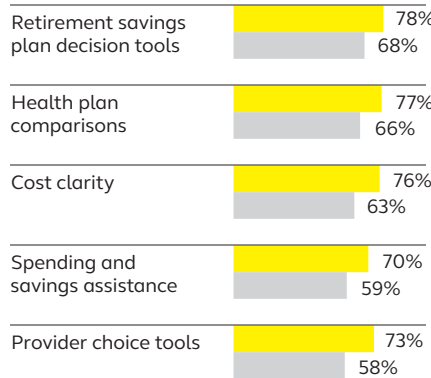 Retirement savings
plan decision tools
78%
68%
Health plan
comparisons
77%
66%
Cost clarity
76%
63%
Spending and
savings assistance
70%
59%
Provider choice tools
73%
58%